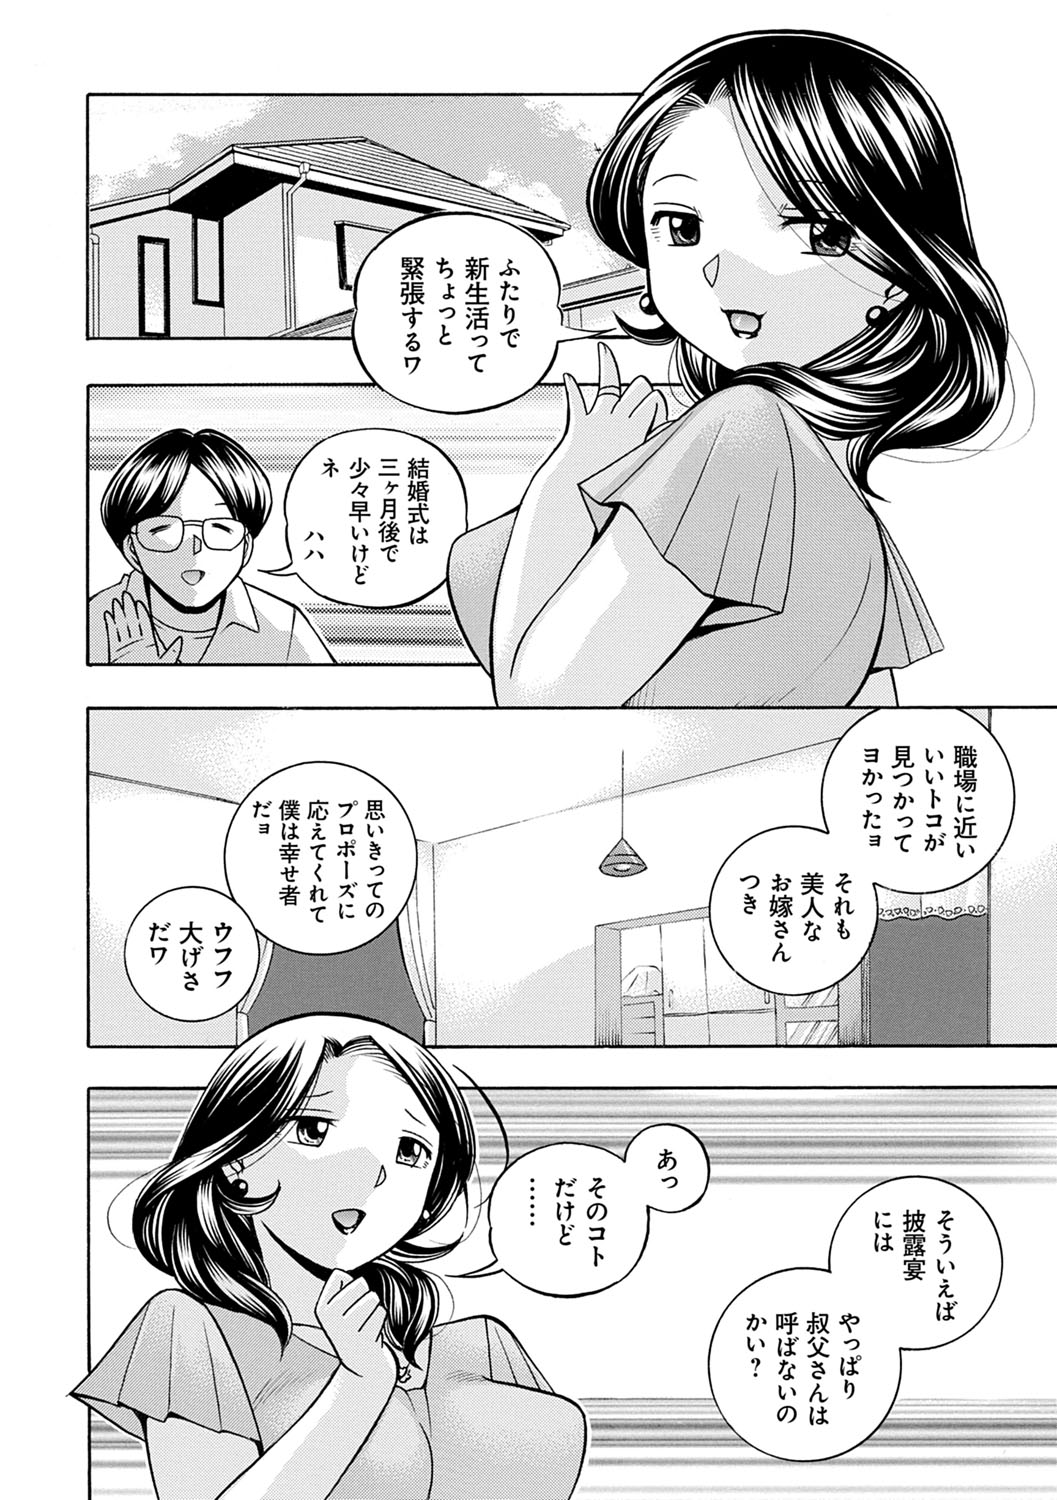 ふたりで
新生活って
ちょっと
緊張するワ
結婚式は
三ヶ月後で
少々早いけど
ネ
ハハ
職場に近い
いいトコが
見つかって
ヨかったョ
それも
美人な
お嫁さん
つき
思いきっての
プロポーズに
応えてくれて
僕は幸せ者
だョ
ウフフ
大げさ
だワ
そういえば
披露宴
には
やっぱり
叔父さんは
呼ばないの
かい?
あっ
そのコト
だけど
……